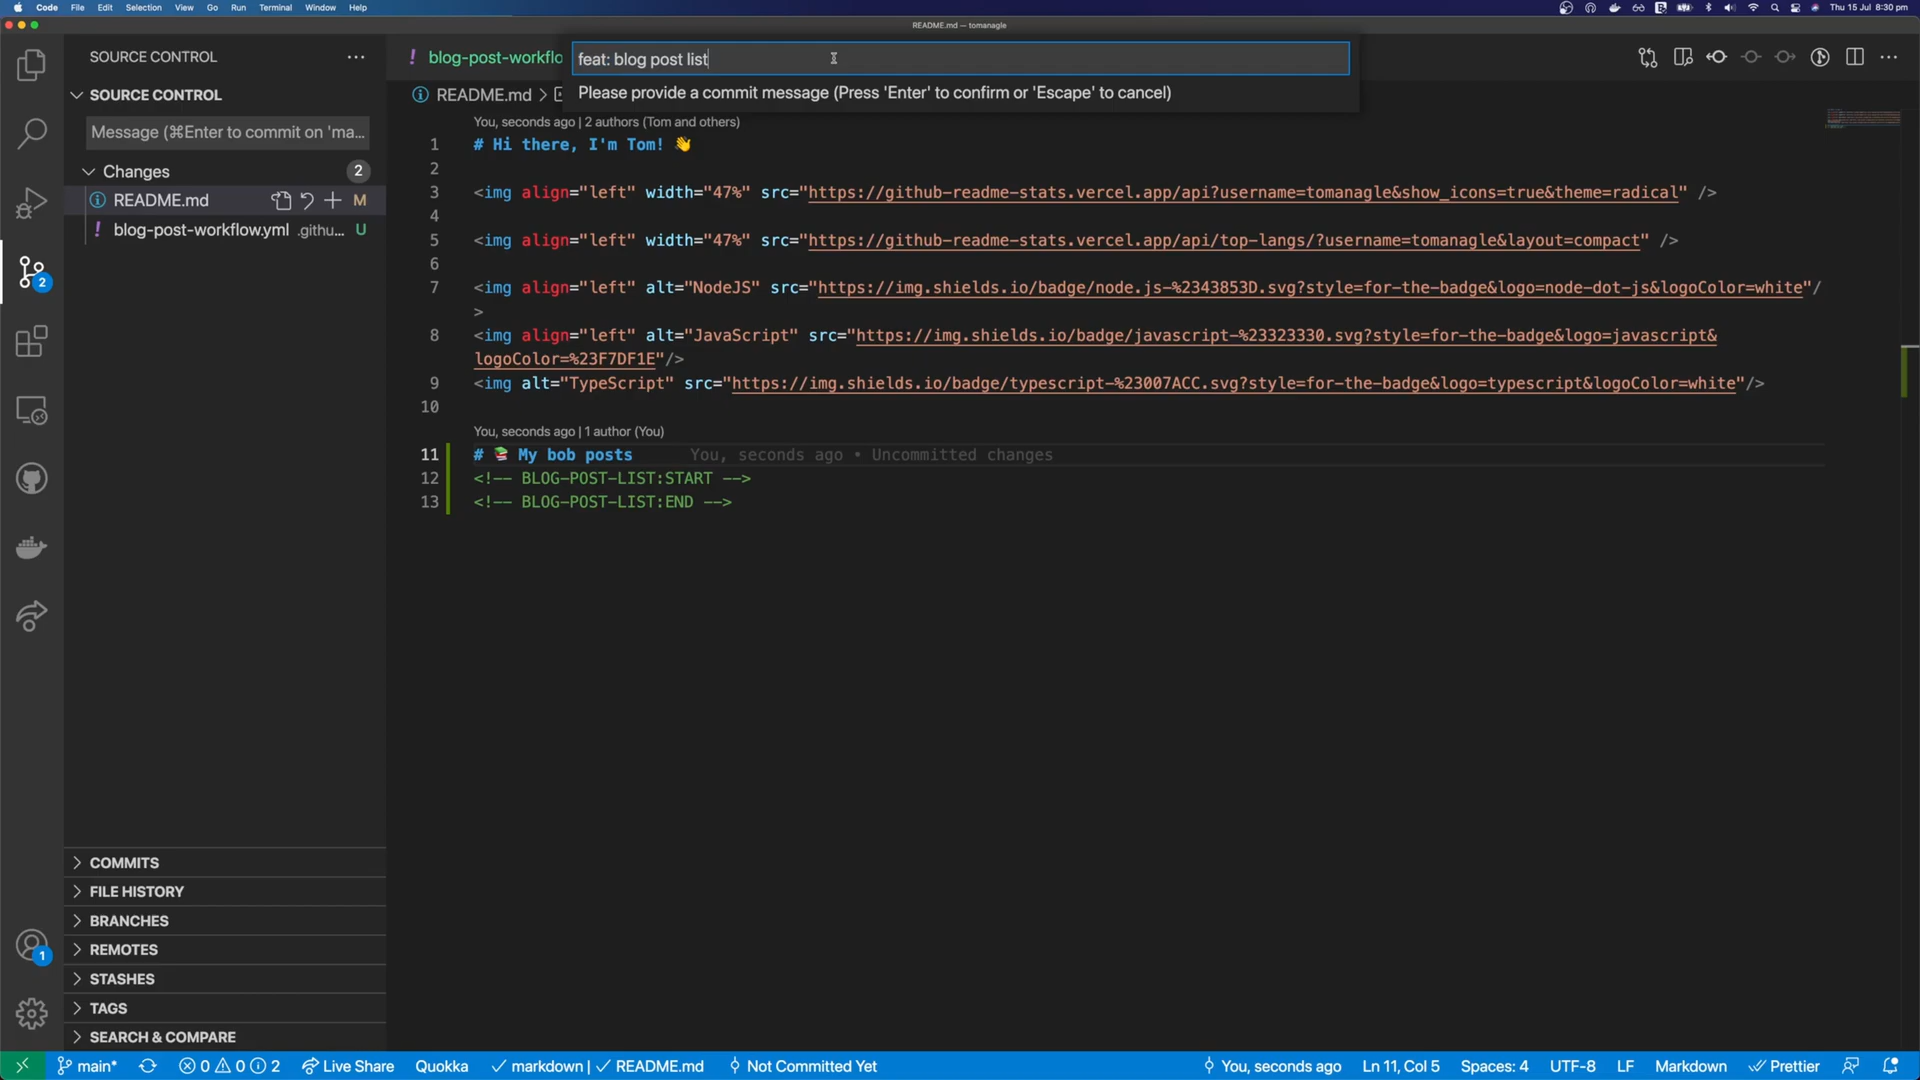 Code File Edit Selection View Go Run Terminal Window Help
Thu 15 Jul 8:30 pm
README.md — tomanagle
SOURCE CONTROL
SOURCE CONTROL
Message (⌘Enter to commit on 'ma...
Changes 2
README.md M
blog-post-workflow.yml .githu... U
2
1
COMMITS
FILE HISTORY
BRANCHES
REMOTES
STASHES
TAGS
SEARCH & COMPARE
! blog-post-workflo
feat: blog post list
Please provide a commit message (Press 'Enter' to confirm or 'Escape' to cancel)
README.md >
You, seconds ago | 2 authors (Tom and others)
1 # Hi there, I'm Tom! 👋
2
3 <img align="left" width="47%" src="https://github-readme-stats.vercel.app/api?username=tomanagle&show_icons=true&theme=radical" />
4
5 <img align="left" width="47%" src="https://github-readme-stats.vercel.app/api/top-langs/?username=tomanagle&layout=compact" />
6
7 <img align="left" alt="NodeJS" src="https://img.shields.io/badge/node.js-%2343853D.svg?style=for-the-badge&logo=node-dot-js&logoColor=white"/
>
8 <img align="left" alt="JavaScript" src="https://img.shields.io/badge/javascript-%23323330.svg?style=for-the-badge&logo=javascript&
logoColor=%23F7DF1E"/>
9 <img alt="TypeScript" src="https://img.shields.io/badge/typescript-%23007ACC.svg?style=for-the-badge&logo=typescript&logoColor=white"/>
10
You, seconds ago | 1 author (You)
11 # 📚 My bob posts You, seconds ago • Uncommitted changes
12 <!-- BLOG-POST-LIST:START -->
13 <!-- BLOG-POST-LIST:END -->
main* 0 0 2 Live Share Quokka ✓ markdown | ✓ README.md Not Committed Yet You, seconds ago Ln 11, Col 5 Spaces: 4 UTF-8 LF Markdown Prettier